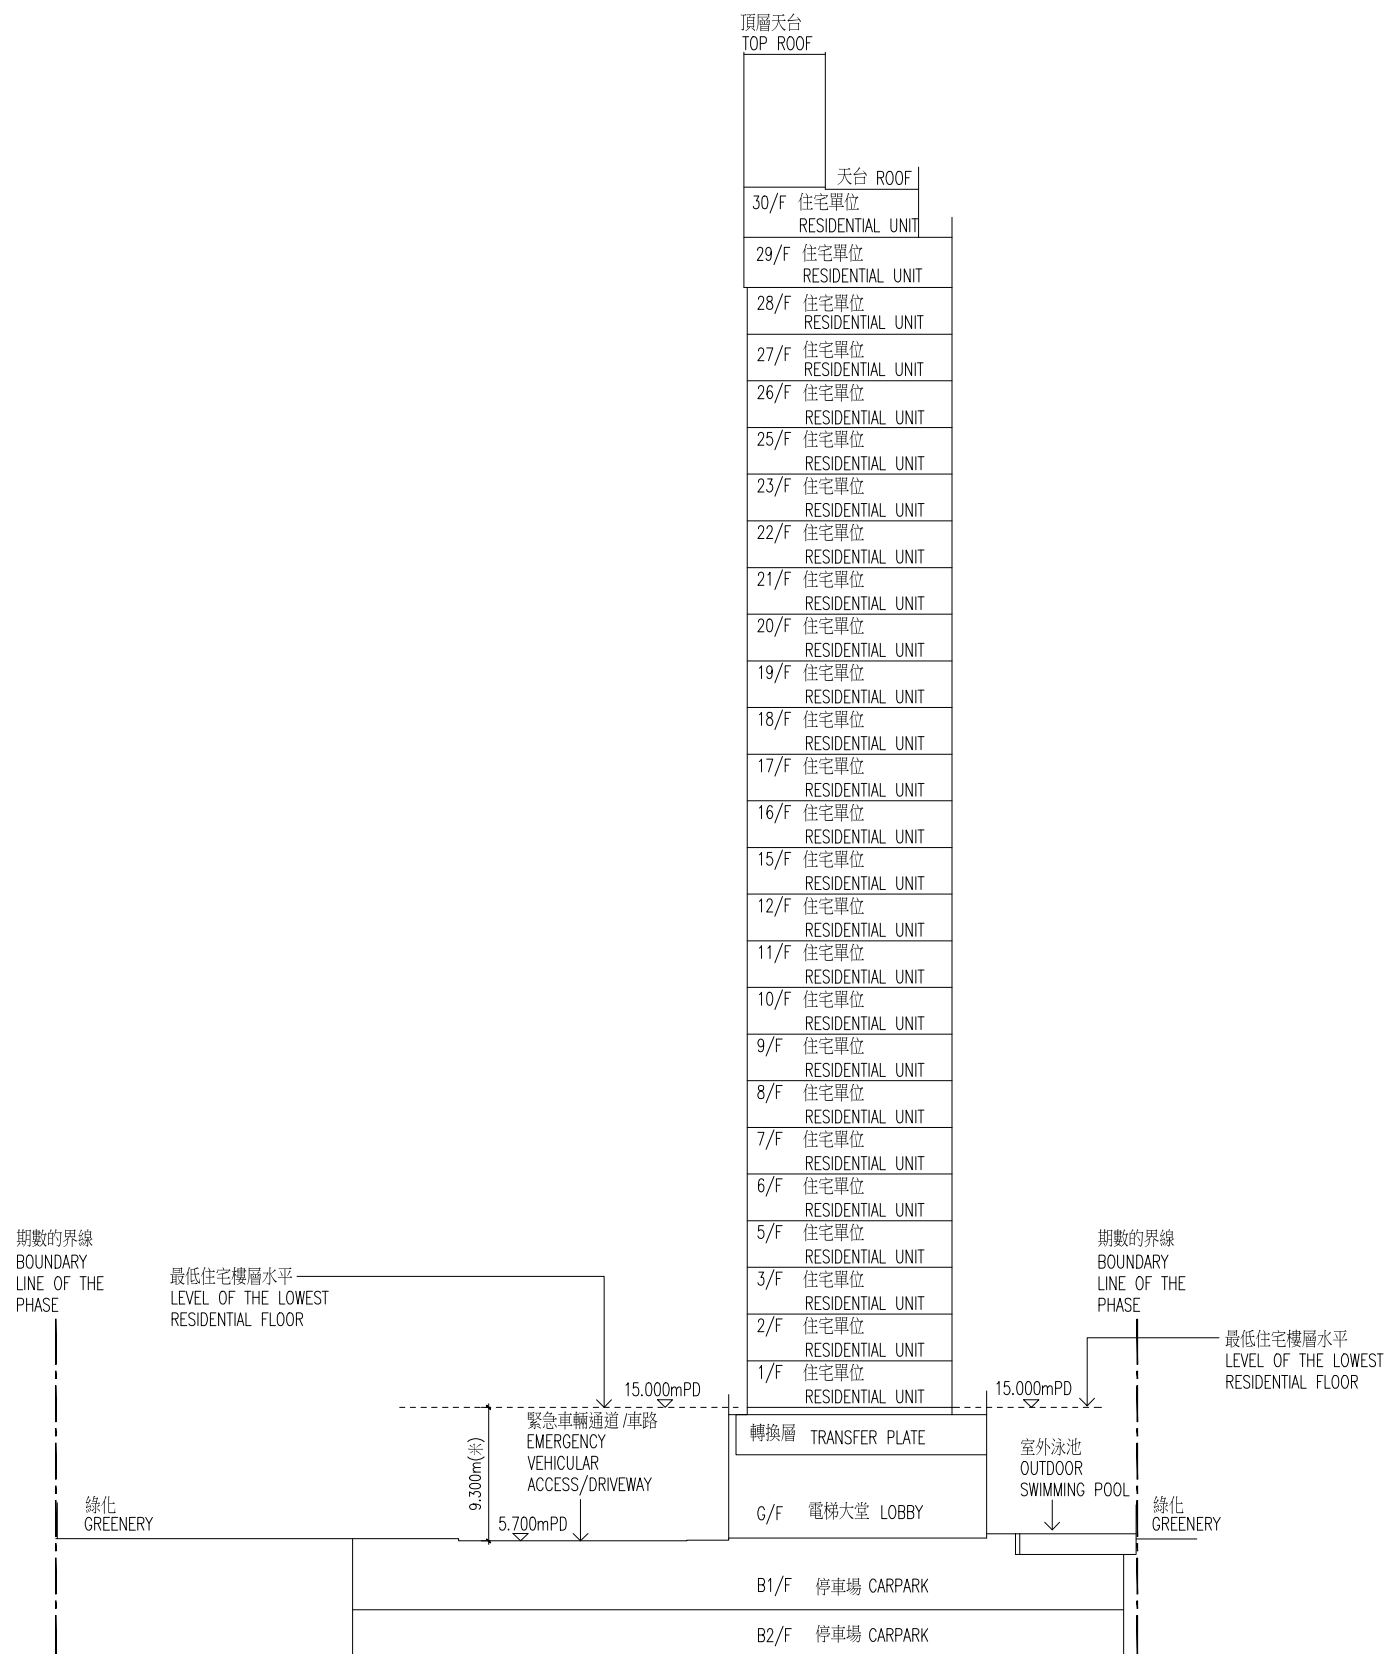 頂層天台
TOP ROOF
天台 ROOF
30/F 住宅單位
RESIDENTIAL UNIT
29/F 住宅單位
RESIDENTIAL UNIT
28/F 住宅單位
RESIDENTIAL UNIT
27/F 住宅單位
RESIDENTIAL UNIT
26/F 住宅單位
RESIDENTIAL UNIT
25/F 住宅單位
RESIDENTIAL UNIT
23/F 住宅單位
RESIDENTIAL UNIT
22/F 住宅單位
RESIDENTIAL UNIT
21/F 住宅單位
RESIDENTIAL UNIT
20/F 住宅單位
RESIDENTIAL UNIT
19/F 住宅單位
RESIDENTIAL UNIT
18/F 住宅單位
RESIDENTIAL UNIT
17/F 住宅單位
RESIDENTIAL UNIT
16/F 住宅單位
RESIDENTIAL UNIT
15/F 住宅單位
RESIDENTIAL UNIT
12/F 住宅單位
RESIDENTIAL UNIT
11/F 住宅單位
RESIDENTIAL UNIT
10/F 住宅單位
RESIDENTIAL UNIT
9/F 住宅單位
RESIDENTIAL UNIT
8/F 住宅單位
RESIDENTIAL UNIT
7/F 住宅單位
RESIDENTIAL UNIT
6/F 住宅單位
RESIDENTIAL UNIT
5/F 住宅單位
RESIDENTIAL UNIT
3/F 住宅單位
RESIDENTIAL UNIT
2/F 住宅單位
RESIDENTIAL UNIT
1/F 住宅單位
RESIDENTIAL UNIT
期數的界線
BOUNDARY
LINE OF THE
PHASE
最低住宅樓層水平
LEVEL OF THE LOWEST
RESIDENTIAL FLOOR
期數的界線
BOUNDARY
LINE OF THE
PHASE
最低住宅樓層水平
LEVEL OF THE LOWEST
RESIDENTIAL FLOOR
15.000mPD
15.000mPD
緊急車輛通道/車路
EMERGENCY
VEHICULAR
ACCESS/DRIVEWAY
9.300m(米)
5.700mPD
轉換層 TRANSFER PLATE
室外泳池
OUTDOOR
SWIMMING POOL
綠化
GREENERY
G/F 電梯大堂 LOBBY
綠化
GREENERY
B1/F 停車場 CARPARK
B2/F 停車場 CARPARK